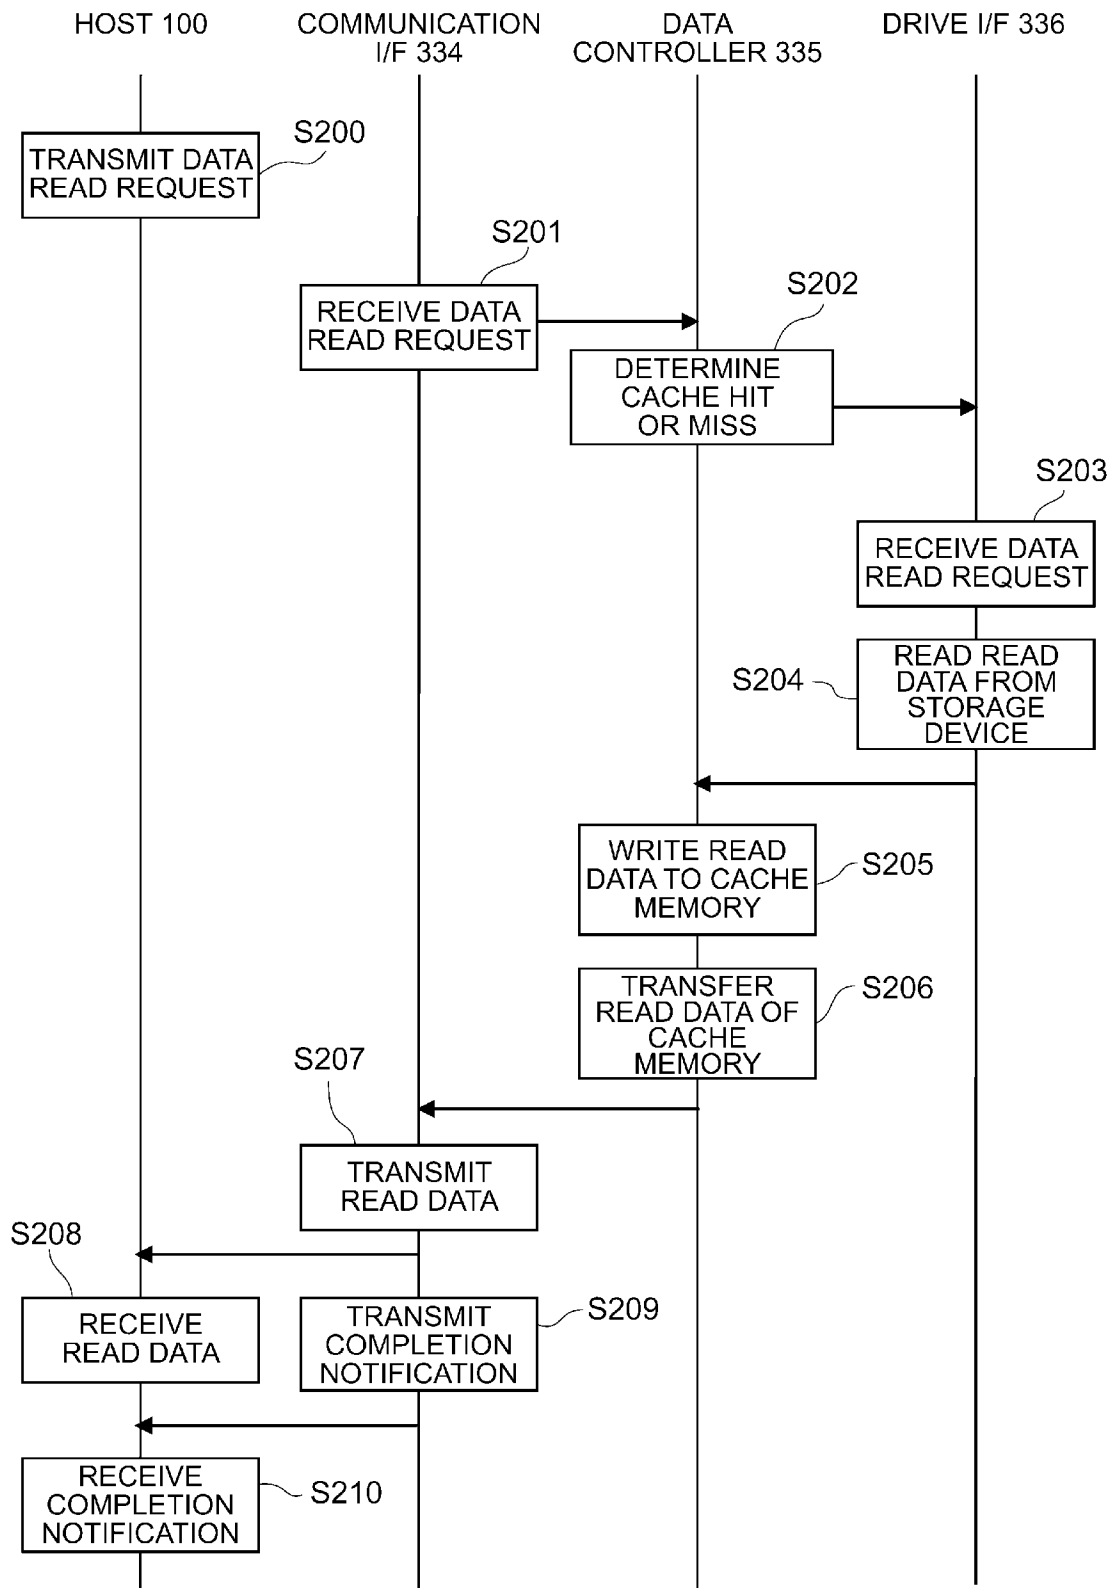 HOST 100
COMMUNICATION
I/F 334
DATA
CONTROLLER 335
DRIVE I/F 336
S200
TRANSMIT DATA
READ REQUEST
S201
RECEIVE DATA
READ REQUEST
S202
DETERMINE
CACHE HIT
OR MISS
S203
RECEIVE DATA
READ REQUEST
S204
READ READ
DATA FROM
STORAGE
DEVICE
WRITE READ
DATA TO CACHE
MEMORY
S205
TRANSFER
READ DATA OF
CACHE
MEMORY
S206
S207
TRANSMIT
READ DATA
S208
RECEIVE
READ DATA
TRANSMIT
COMPLETION
NOTIFICATION
S209
RECEIVE
COMPLETION
NOTIFICATION
S210